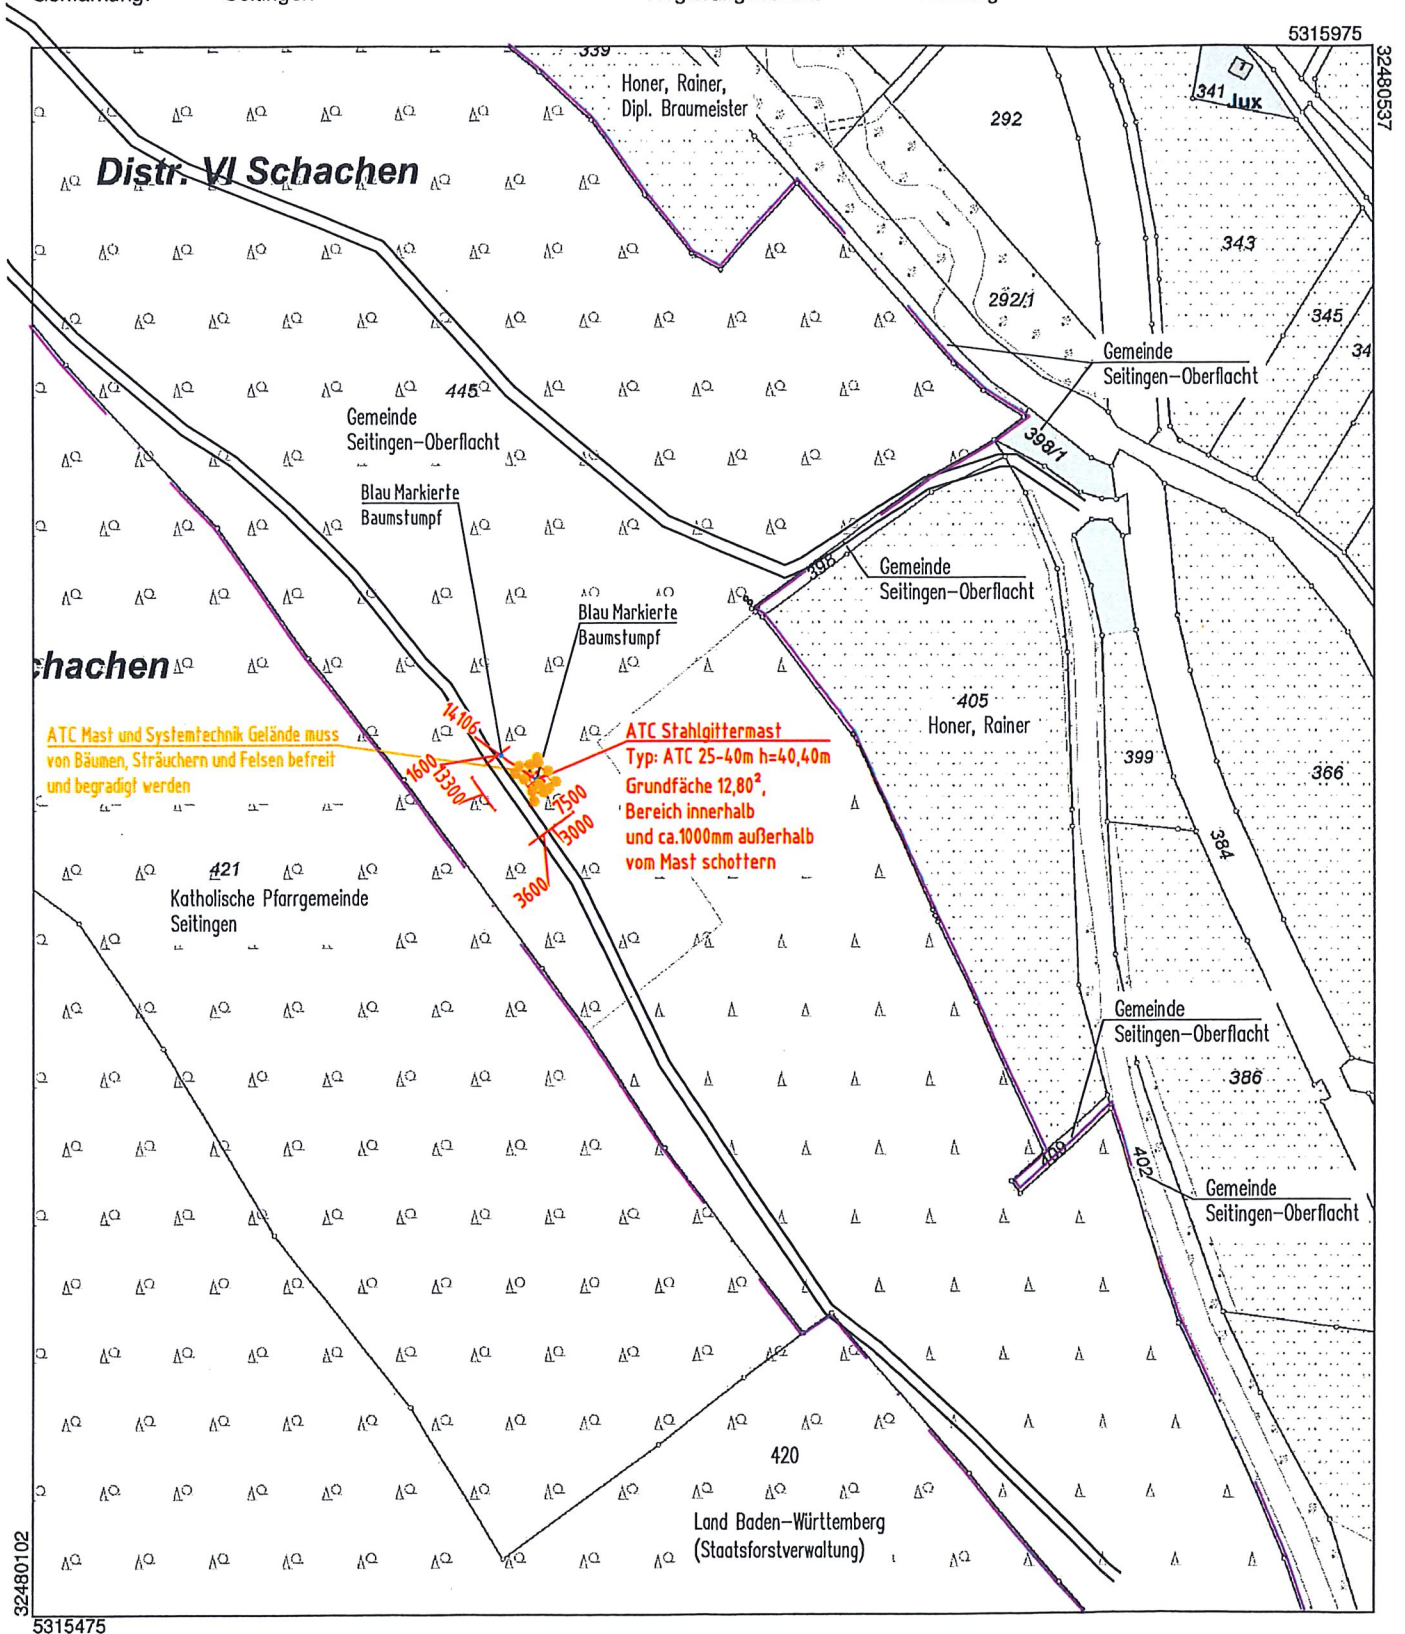 5315975
32480537
339
Honer, Rainer,
Dipl. Braumeister
292
341
Jux
Distr. VI Schachen
343
292/1
345
34
Gemeinde
Seitingen-Oberflacht
445
Gemeinde
Seitingen-Oberflacht
398/1
Blau Markierte
Baumstumpf
398
Gemeinde
Seitingen-Oberflacht
Blau Markierte
Baumstumpf
chachen
405
Honer, Rainer
14106
ATC Mast und Systemtechnik Gelände muss
von Bäumen, Sträuchern und Felsen befreit
und begradigt werden
ATC Stahlgittermast
Typ: ATC 25-40m h=40,40m
Grundfäche 12,80²,
Bereich innerhalb
und ca.1000mm außerhalb
vom Mast schottern
1600
13300
7500
3000
3600
399
366
384
421
Katholische Pfarrgemeinde
Seitingen
Gemeinde
Seitingen-Oberflacht
386
409
402
Gemeinde
Seitingen-Oberflacht
420
Land Baden-Württemberg
(Staatsforstverwaltung)
32480102
5315475